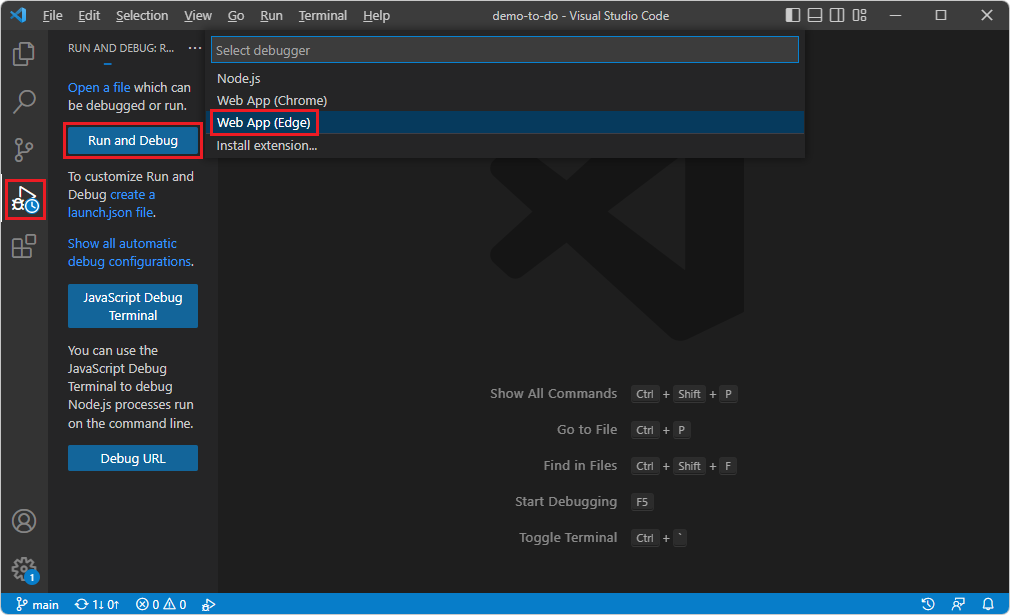 File Edit Selection View Go Run Terminal Help demo-to-do - Visual Studio Code
RUN AND DEBUG: R... ···
Select debugger
Node.js
Web App (Chrome)
Web App (Edge)
Install extension...
Open a file which can
be debugged or run.
Run and Debug
To customize Run and
Debug create a
launch.json file.
Show all automatic
debug configurations.
JavaScript Debug
Terminal
You can use the
JavaScript Debug
Terminal to debug
Node.js processes run
on the command line.
Debug URL
Show All Commands Ctrl + Shift + P
Go to File Ctrl + P
Find in Files Ctrl + Shift + F
Start Debugging F5
Toggle Terminal Ctrl + `
1
main 1↓ 0↑ 0 0